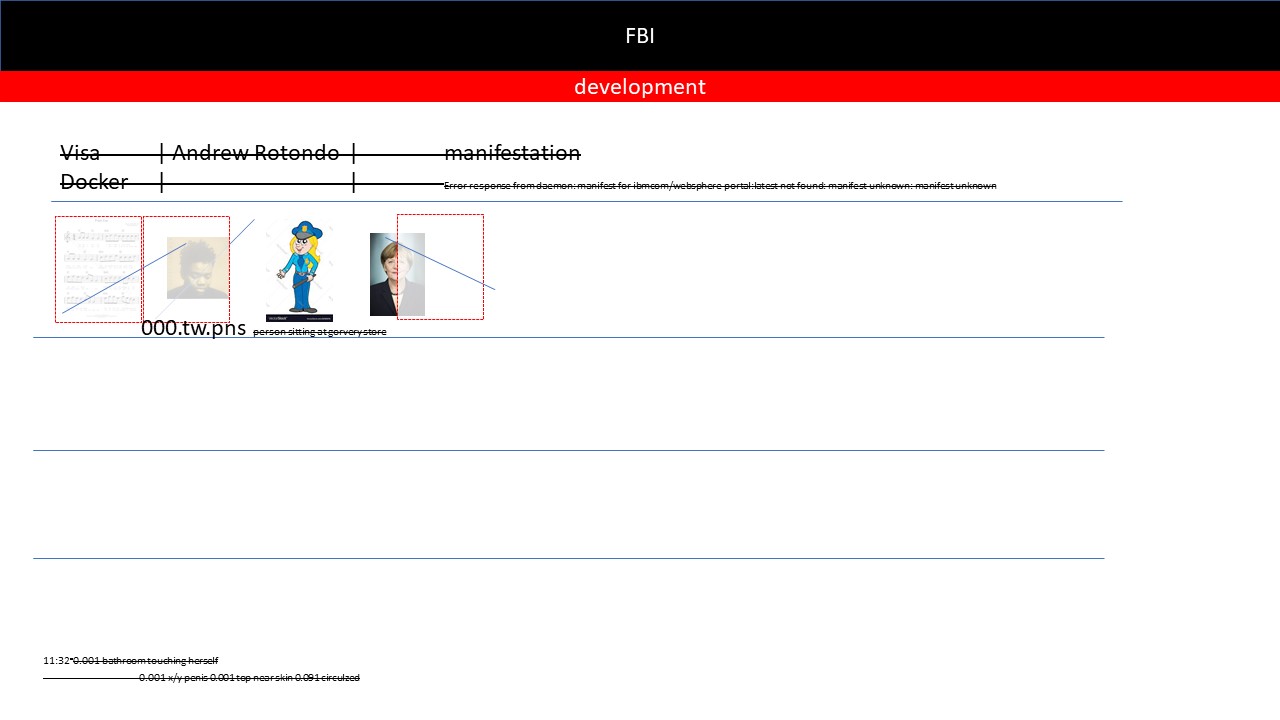 FBI
development
Visa | Andrew Rotondo | manifestation
Docker | | Error response from daemon: manifest for ibmcom/websphere portal:latest not found: manifest unknown: manifest unknown
000.tw.pns person sitting at gorvery store
11:32 0.001 bathroom touching herself
0.001 x/y penis 0.001 top near skin 0.091 circulzed